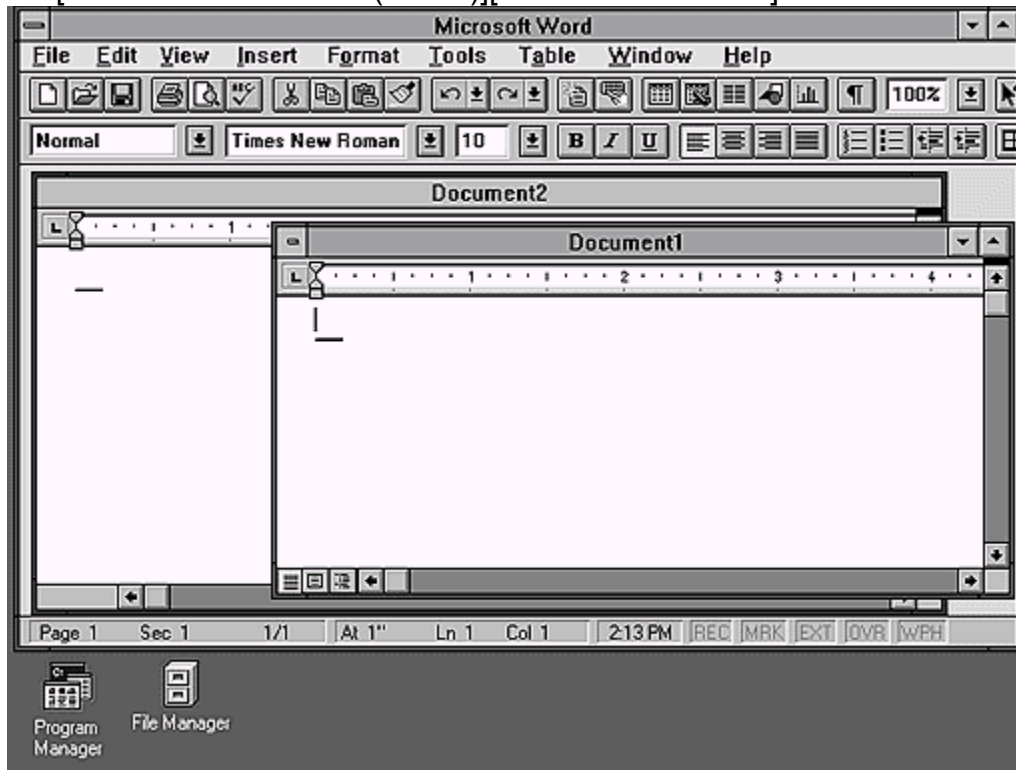 Microsoft Word
File Edit View Insert Format Tools Table Window Help
ABC 100%
Normal Times New Roman 10 B I U
Document2
1
Document1
1 2 3 4
Page 1 Sec 1 1/1 At 1" Ln 1 Col 1 2:13 PM REC MRK EXT OVR WPH
Program Manager
File Manager